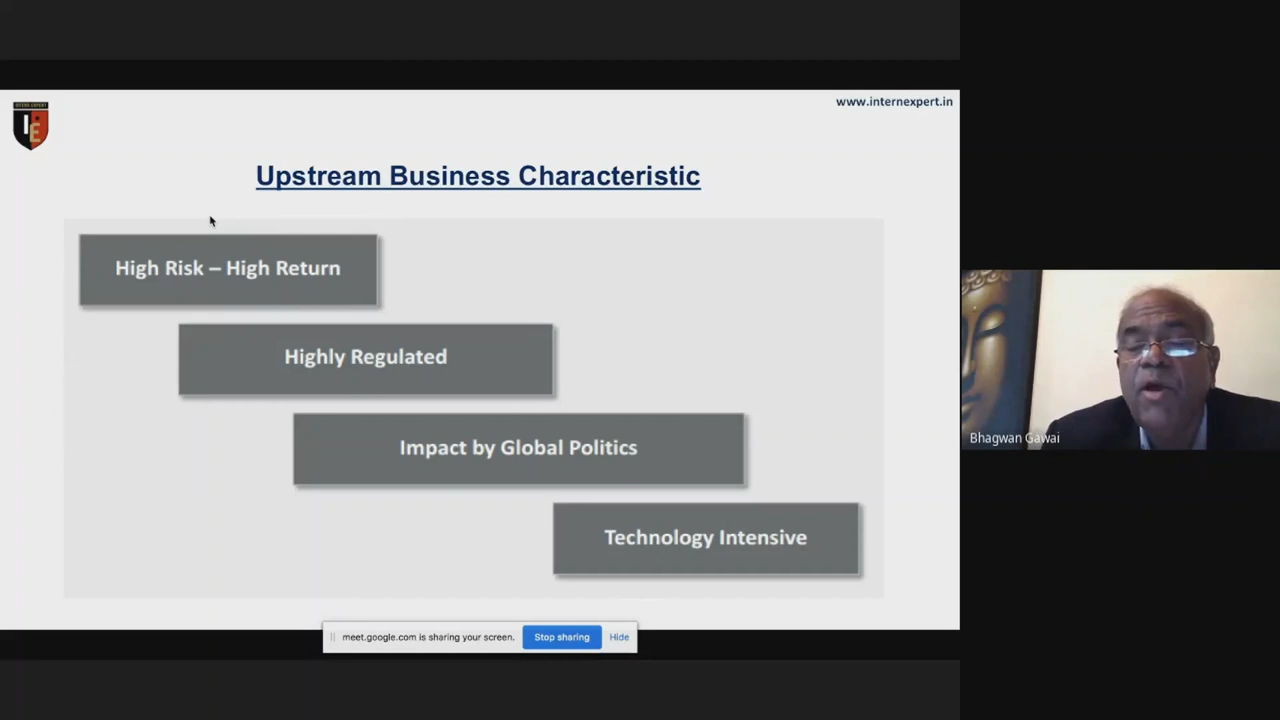 www.internexpert.in
IE
Upstream Business Characteristic
High Risk – High Return
Highly Regulated
Impact by Global Politics
Technology Intensive
Bhagwan Gawai
meet.google.com is sharing your screen. Stop sharing Hide